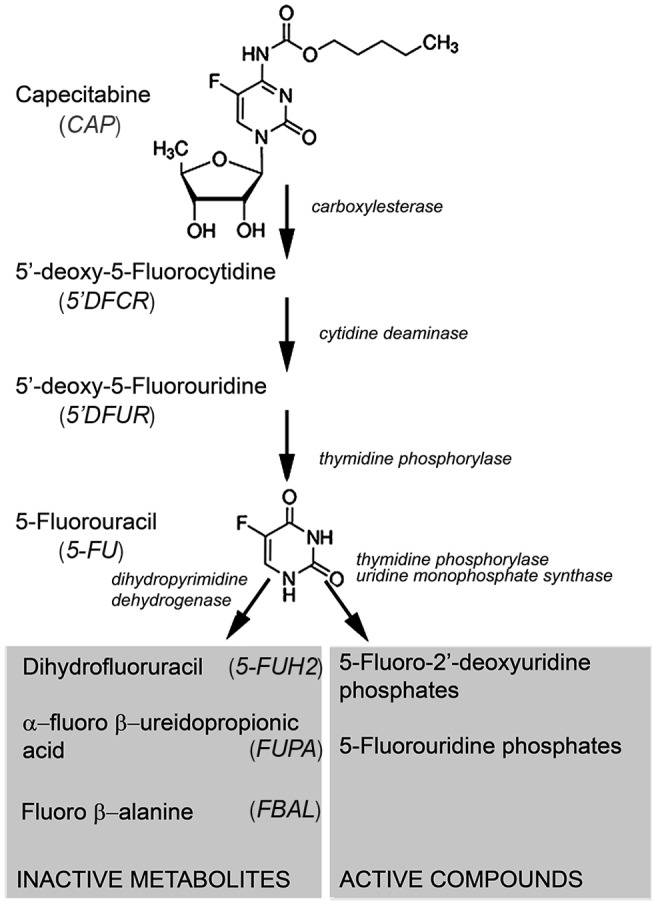 O
HN
O
CH3
F
N
Capecitabine
(CAP)
N
O
H3C
O
OH OH
carboxylesterase
5’-deoxy-5-Fluorocytidine
(5’DFCR)
cytidine deaminase
5’-deoxy-5-Fluorouridine
(5’DFUR)
thymidine phosphorylase
O
5-Fluorouracil
(5-FU)
F
NH
N
H
O
thymidine phosphorylase
uridine monophosphate synthase
dihydropyrimidine
dehydrogenase
Dihydrofluoruracil (5-FUH2)
α–fluoro β–ureidopropionic
acid (FUPA)
Fluoro β–alanine (FBAL)
INACTIVE METABOLITES
5-Fluoro-2’-deoxyuridine
phosphates
5-Fluorouridine phosphates
ACTIVE COMPOUNDS